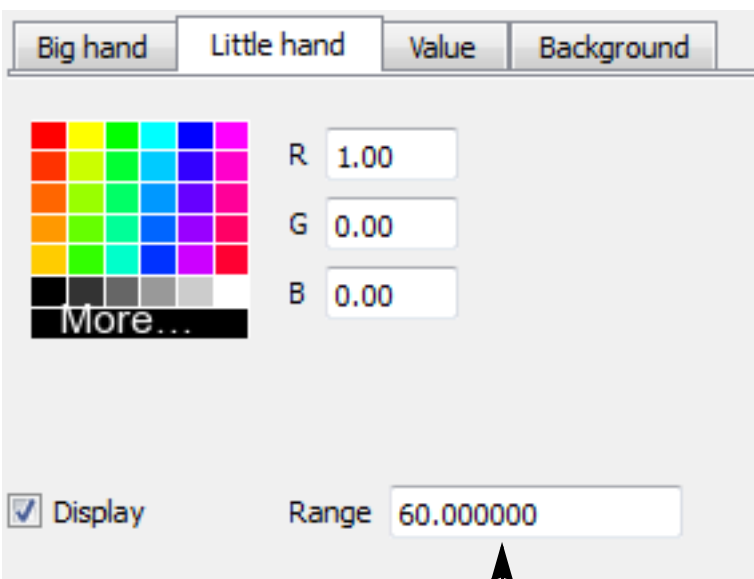 Big hand Little hand Value Background
R 1.00
G 0.00
B 0.00
More...
Display Range 60.000000